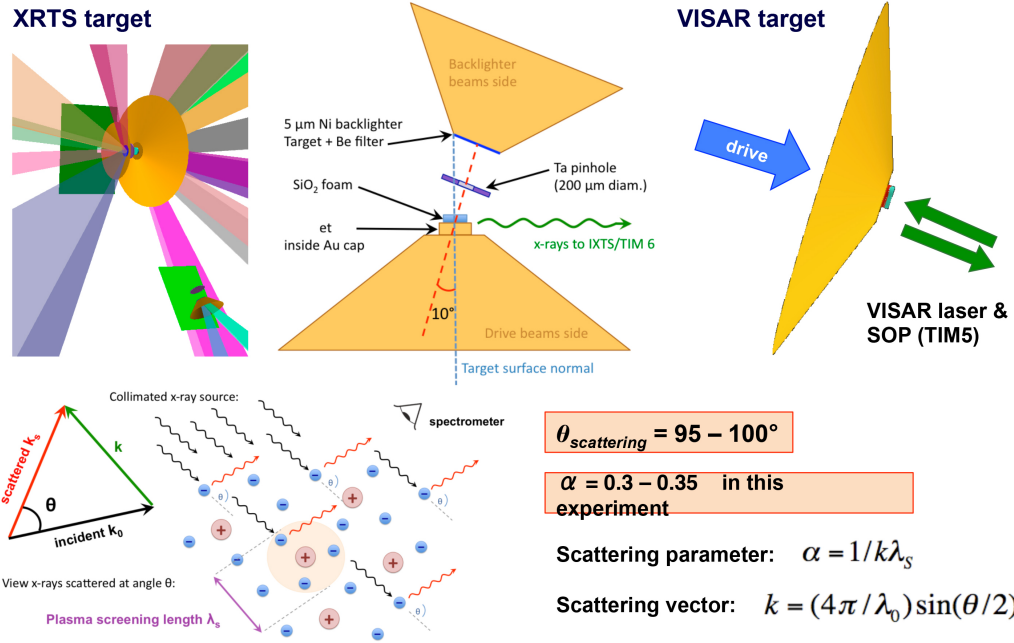 XRTS target
VISAR target
Backlighter
beams side
5 μm Ni backlighter
Target + Be filter
Ta pinhole
(200 μm diam.)
SiO₂ foam
et
inside Au cap
x-rays to IXTS/TIM 6
10°
Drive beams side
Target surface normal
drive
VISAR laser &
SOP (TIM5)
Collimated x-ray source:
spectrometer
scattered kₛ
k
θ
incident k₀
θ)
θ)
θ)
θ)
θ)
View x-rays scattered at angle θ:
Plasma screening length λₛ
θscattering = 95 – 100°
α = 0.3 – 0.35 in this
experiment
Scattering parameter: α = 1/kλ_S
Scattering vector: k = (4π/λ₀)sin(θ/2)